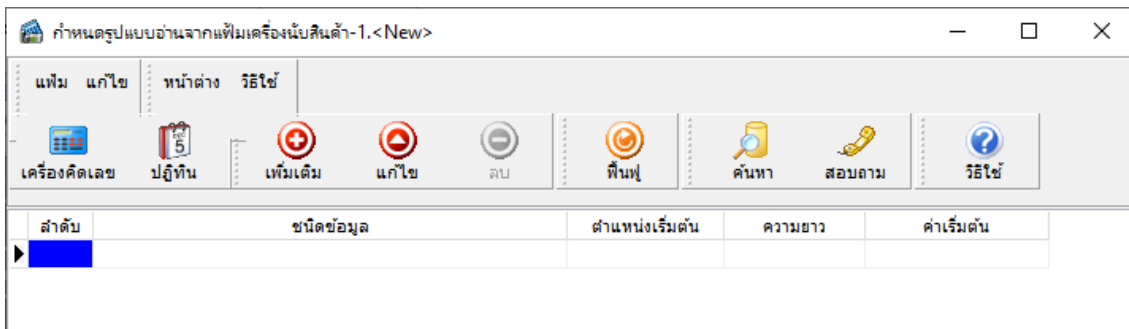 กำหนดรูปแบบอ่านจากแฟ้มเครื่องนับสินค้า-1.<New>
แฟ้ม แก้ไข หน้าต่าง วิธีใช้
DEC
5
เครื่องคิดเลข ปฏิทิน เพิ่มเติม แก้ไข ลบ ฟื้นฟู ค้นหา สอบถาม วิธีใช้
ลำดับ ชนิดข้อมูล ตำแหน่งเริ่มต้น ความยาว ค่าเริ่มต้น